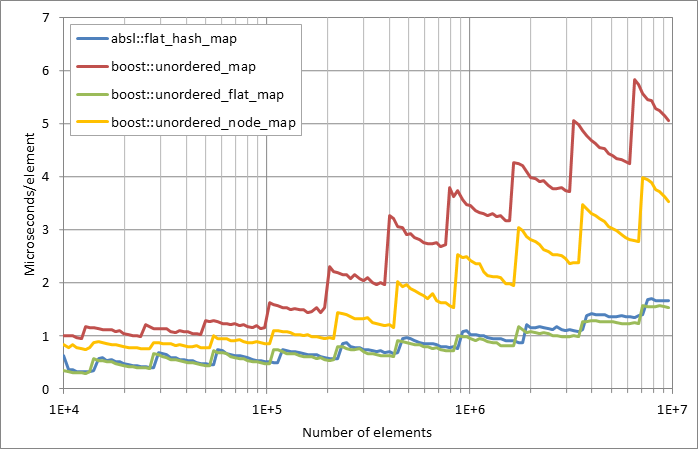 7
6
5
4
3
2
1
0
Microseconds/element
absl::flat_hash_map
boost::unordered_map
boost::unordered_flat_map
boost::unordered_node_map
1E+4 1E+5 1E+6 1E+7
Number of elements